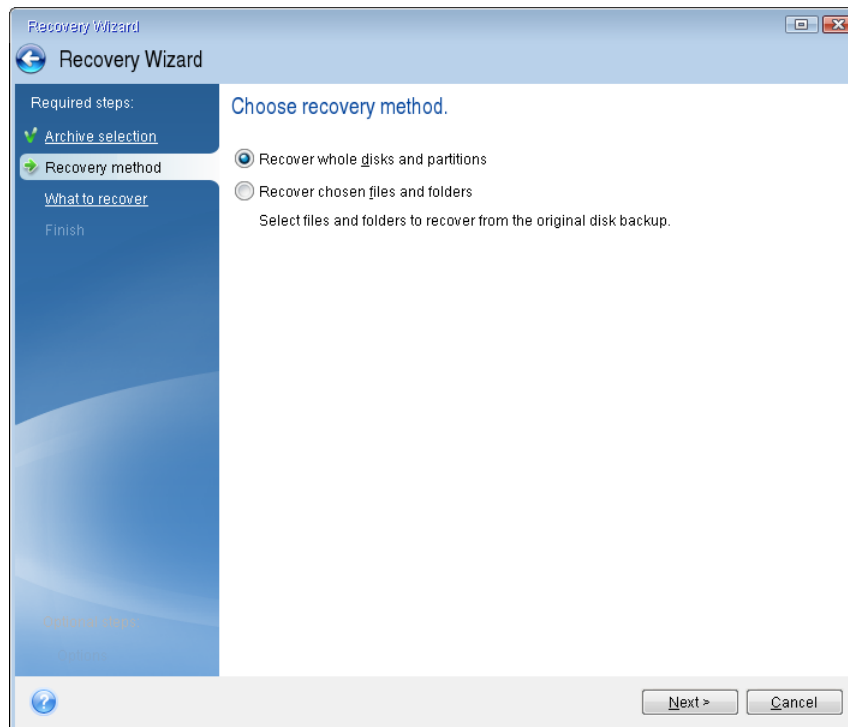 Recovery Wizard
Recovery Wizard
Required steps:
Archive selection
Recovery method
What to recover
Finish
Choose recovery method.
Recover whole disks and partitions
Recover chosen files and folders
Select files and folders to recover from the original disk backup.
Next >
Cancel